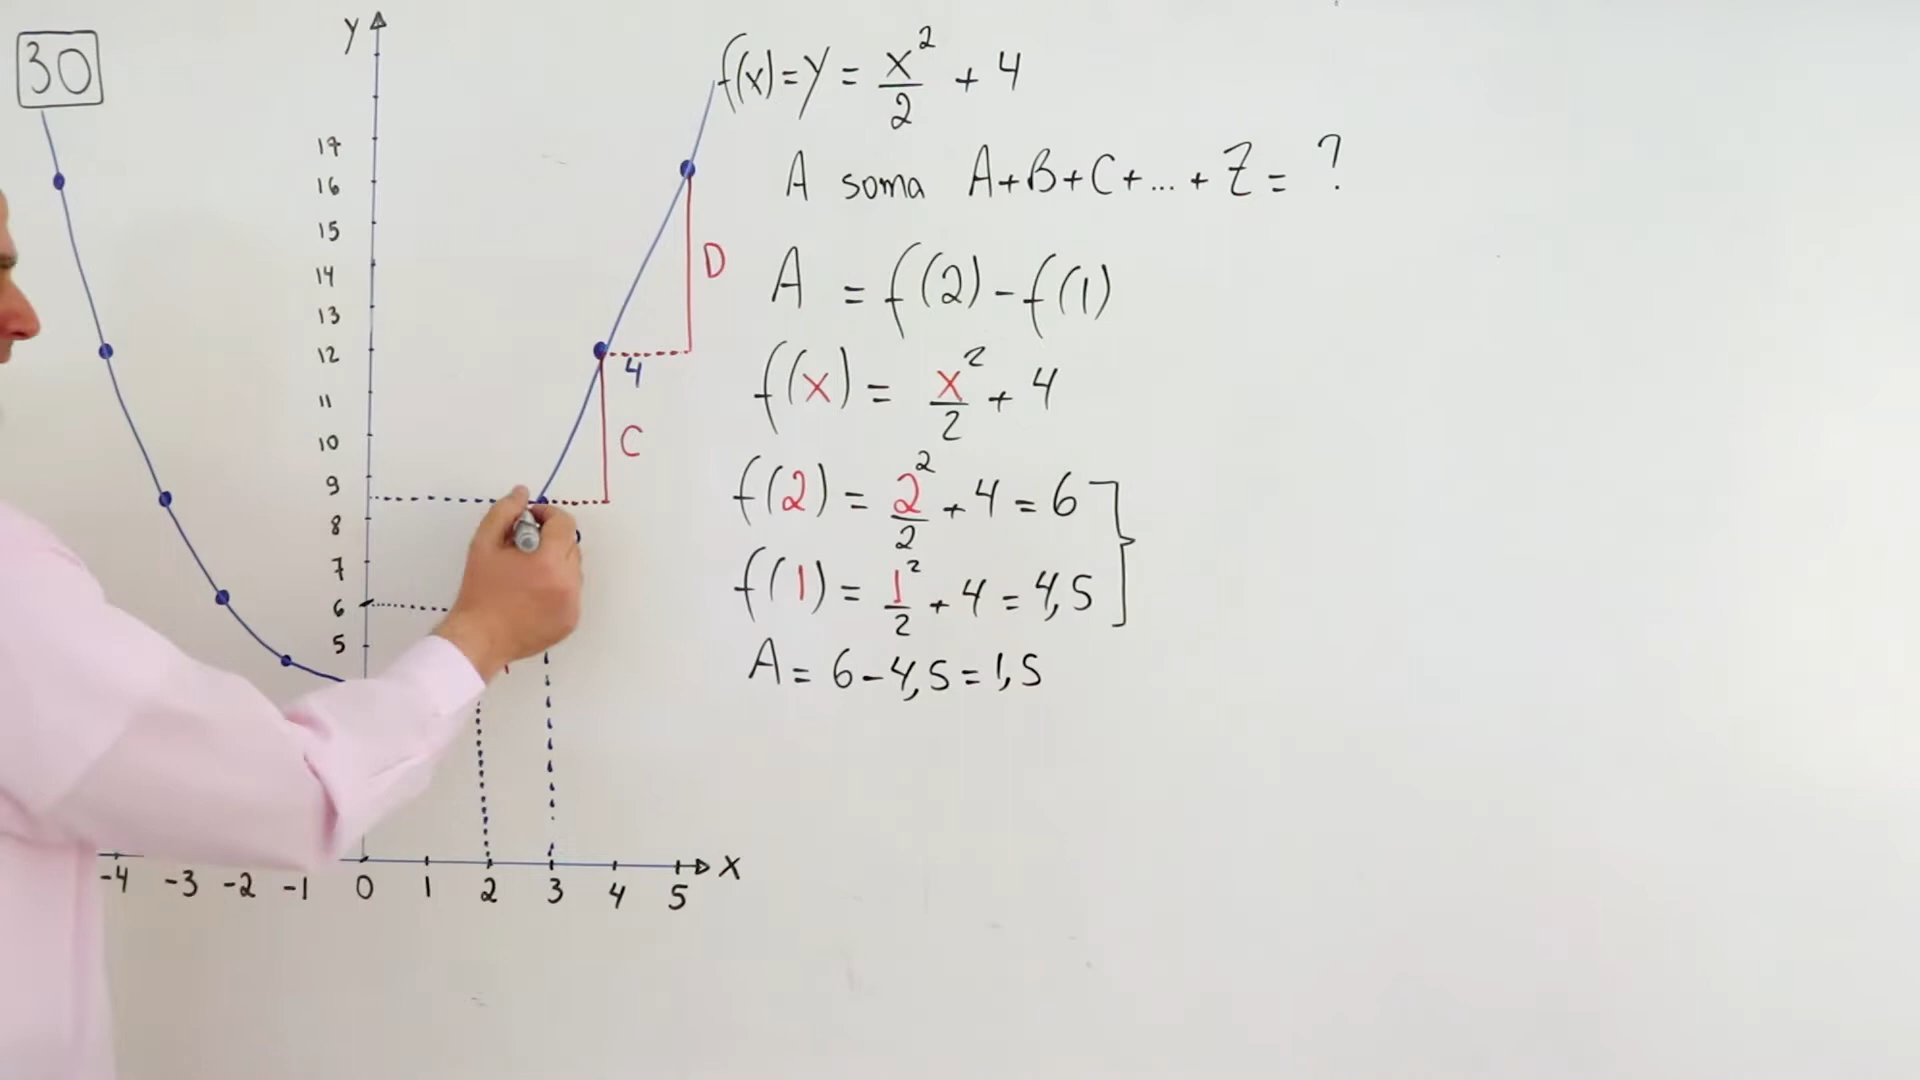 30
y
17
16
15
14
13
12
11
10
9
8
7
6
5
D
4
C
-4 -3 -2 -1 0 1 2 3 4 5 x
f(x)=y = x²/2 + 4
A soma A+B+C+...+Z= ?
A = f(2)-f(1)
f(x) = x²/2 + 4
f(2) = 2²/2 + 4 = 6
f(1) = 1²/2 + 4 = 4,5
A = 6-4,5 = 1,5